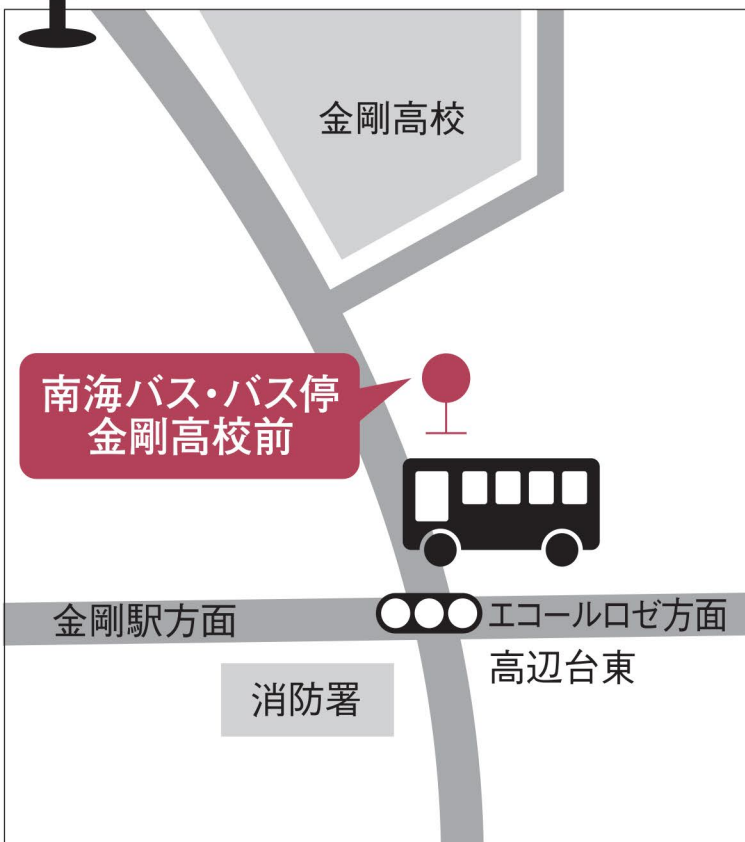 金剛高校
南海バス・バス停
金剛高校前
金剛駅方面
エコールロゼ方面
高辺台東
消防署